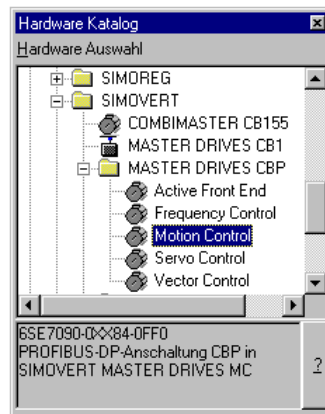 Hardware Katalog
Hardware Auswahl
SIMOREG
SIMOVERT
COMBIMASTER CB155
MASTER DRIVES CB1
MASTER DRIVES CBP
Active Front End
Frequency Control
Motion Control
Servo Control
Vector Control
6SE7090-0XX84-0FF0
PROFIBUS-DP-Anschaltung CBP in
SIMOVERT MASTER DRIVES MC
?